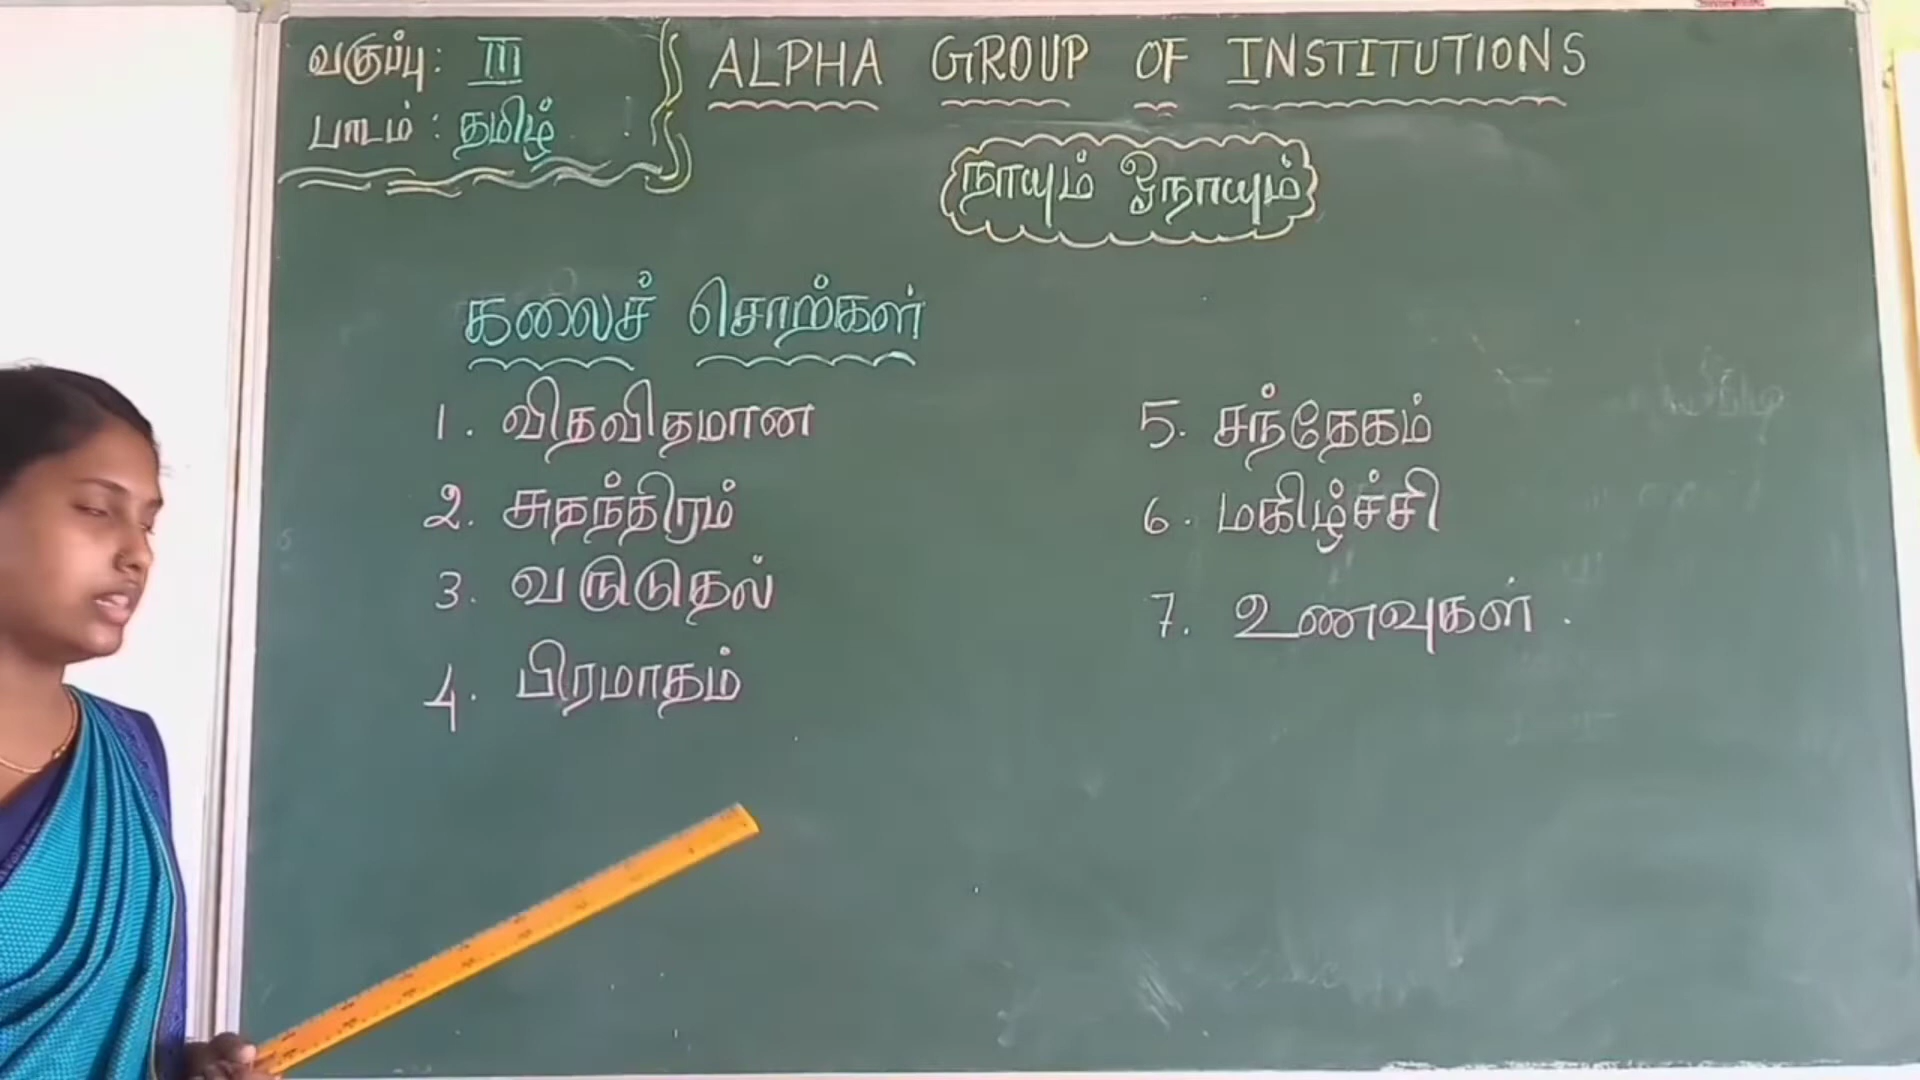 வகுப்பு: III
பாடம் : தமிழ்
ALPHA GROUP OF INSTITUTIONS
நாயும் ஓநாயும்
கலைச் சொற்கள்
1. விதவிதமான
2. சுதந்திரம்
3. வருடுதல்
4. பிரமாதம்
5. சந்தேகம்
6. மகிழ்ச்சி
7. உணவுகள்.